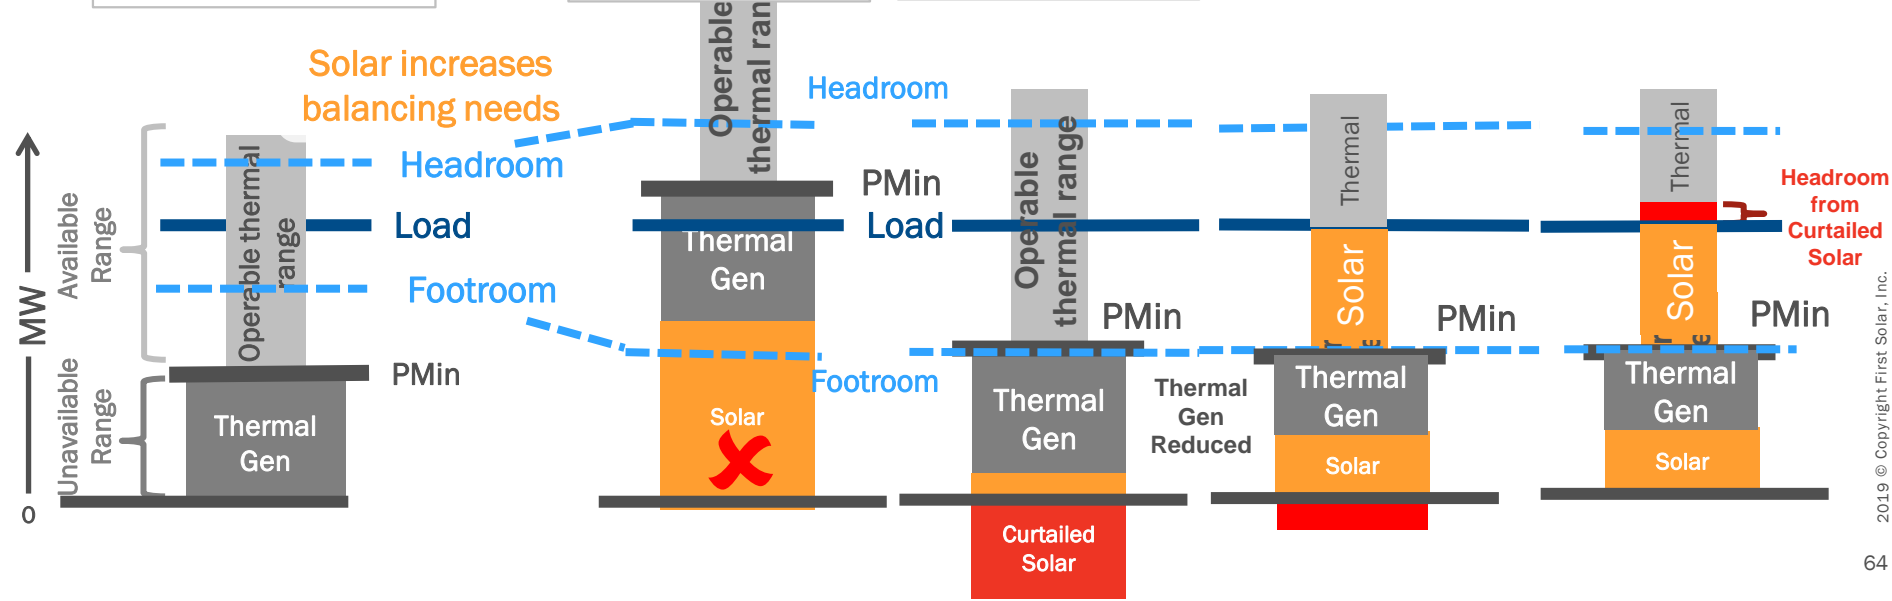 Solar increases
balancing needs
MW
0
Available
Range
Unavailable
Range
Operable thermal
range
Headroom
Load
Footroom
PMin
Thermal
Gen
Operable
thermal ran
Headroom
PMin
Load
Thermal
Gen
Footroom
Solar
Operable
thermal range
PMin
Thermal
Gen
Curtailed
Solar
Thermal
Gen
Reduced
Thermal
Solar
PMin
Thermal
Gen
Solar
Thermal
Solar
PMin
Thermal
Gen
Solar
Headroom
from
Curtailed
Solar
2019 © Copyright First Solar, Inc.
64